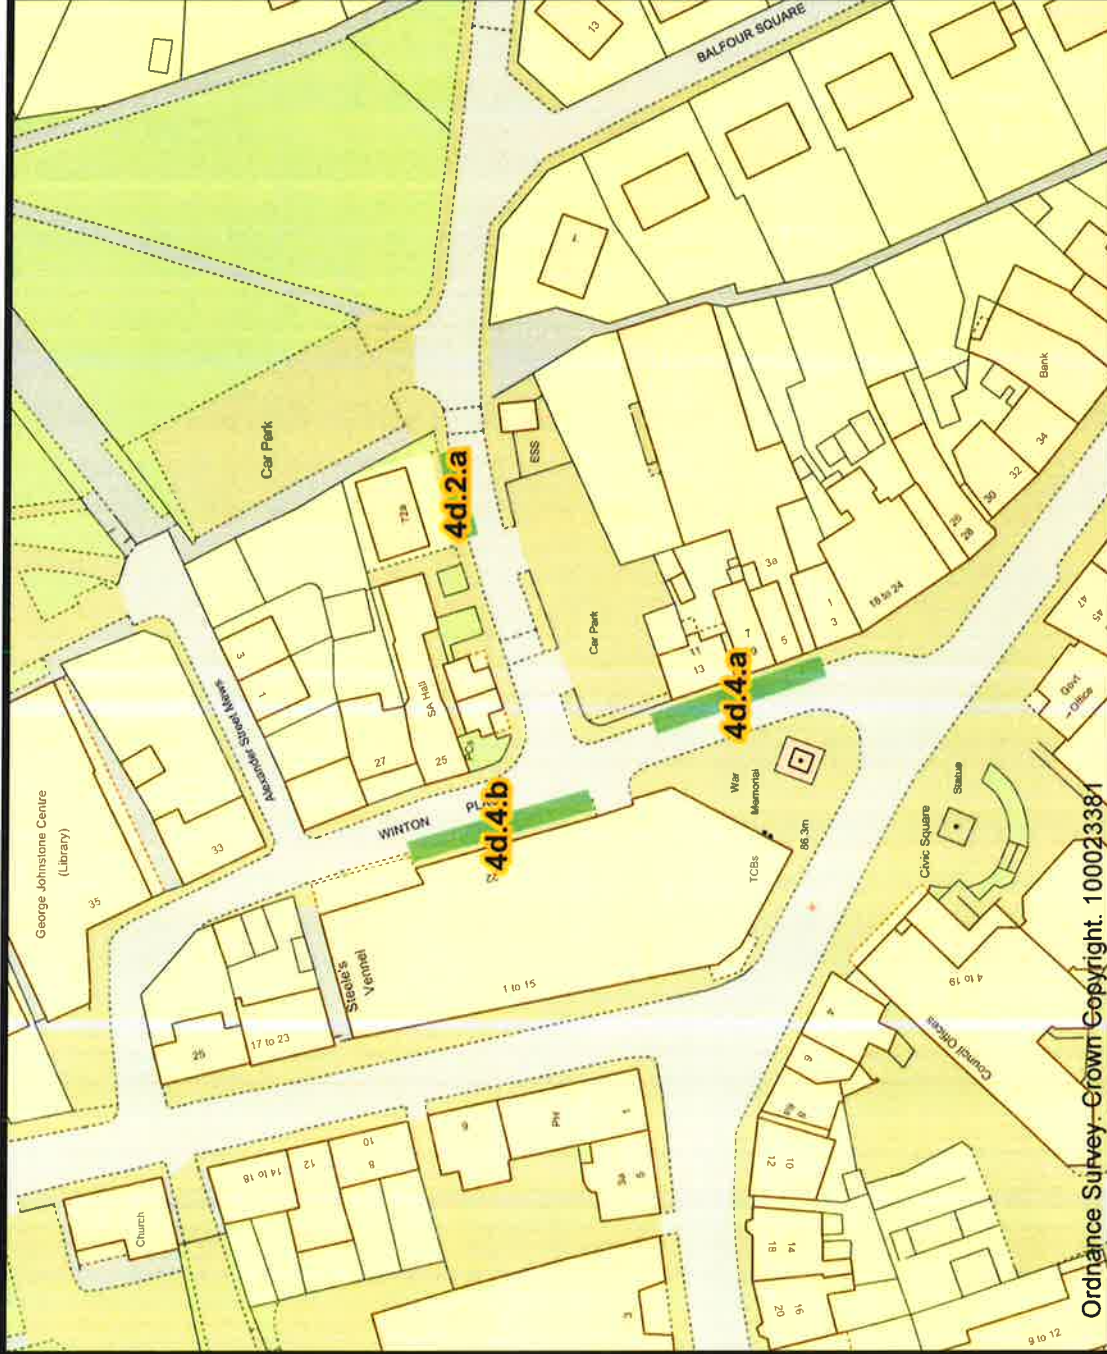 13
BALFOUR SQUARE
Car Park
4d.2.a
72a
ESS
1
Bank
34
32
30
26
28
18 to 24
3a
1
3
5
7
9
11
13
Car Park
4d.4.a
3
1
Alexander Street Mews
SA Hall
27
25
PCs
WINTON
4d.4.b
George Johnstone Centre
(Library)
35
33
War
Memorial
86.3m
TCBs
Civic Square
Statue
Govt
Office
47
45
Steele's
Vennel
1 to 15
25
17 to 23
4 to 19
Council Offices
4
6
Church
14 to 18
12
10
8
9
PH
1
3a
5
3
12
10
18
14
20
16
9 to 12
Ordnance Survey. Crown Copyright. 100023381